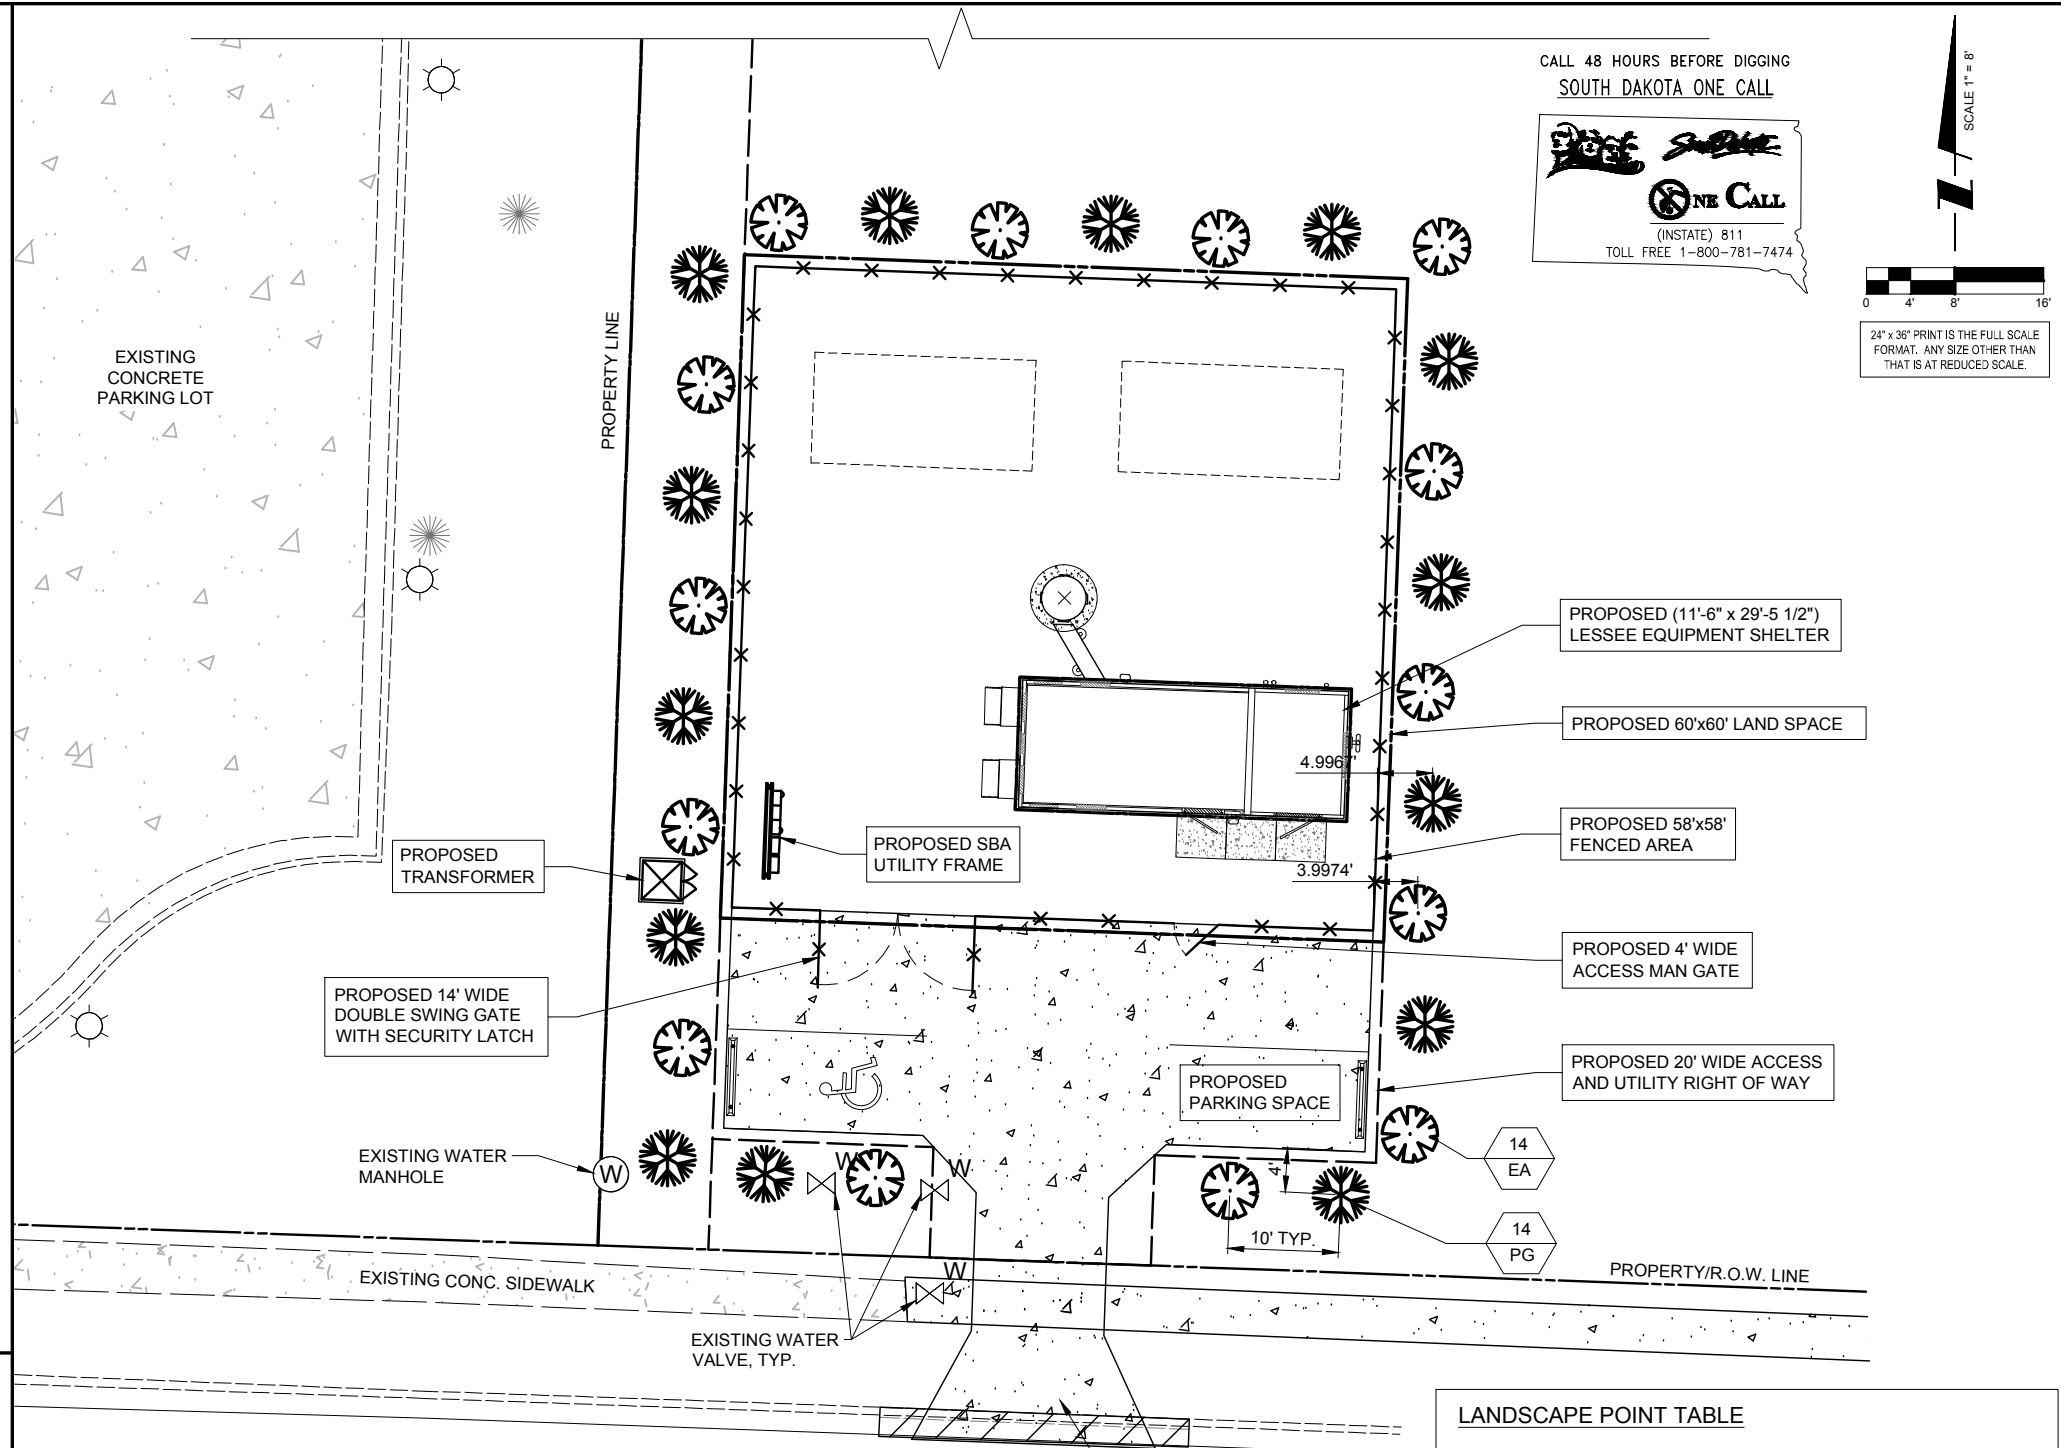 CALL 48 HOURS BEFORE DIGGING
SOUTH DAKOTA ONE CALL
ONE CALL
(INSTATE) 811
TOLL FREE 1-800-781-7474
SCALE 1" = 8'
N
0 4' 8' 16'
24" x 36" PRINT IS THE FULL SCALE
FORMAT. ANY SIZE OTHER THAN
THAT IS AT REDUCED SCALE.
EXISTING
CONCRETE
PARKING LOT
PROPERTY LINE
PROPOSED (11'-6" x 29'-5 1/2")
LESSEE EQUIPMENT SHELTER
PROPOSED 60'x60' LAND SPACE
PROPOSED 58'x58'
FENCED AREA
3.9974'
PROPOSED SBA
UTILITY FRAME
PROPOSED
TRANSFORMER
PROPOSED 4' WIDE
ACCESS MAN GATE
PROPOSED 14' WIDE
DOUBLE SWING GATE
WITH SECURITY LATCH
PROPOSED 20' WIDE ACCESS
AND UTILITY RIGHT OF WAY
PROPOSED
PARKING SPACE
EXISTING WATER
MANHOLE
W
W
W
W
4'
10' TYP.
14
EA
14
PG
EXISTING CONC. SIDEWALK
PROPERTY/R.O.W. LINE
EXISTING WATER
VALVE, TYP.
LANDSCAPE POINT TABLE